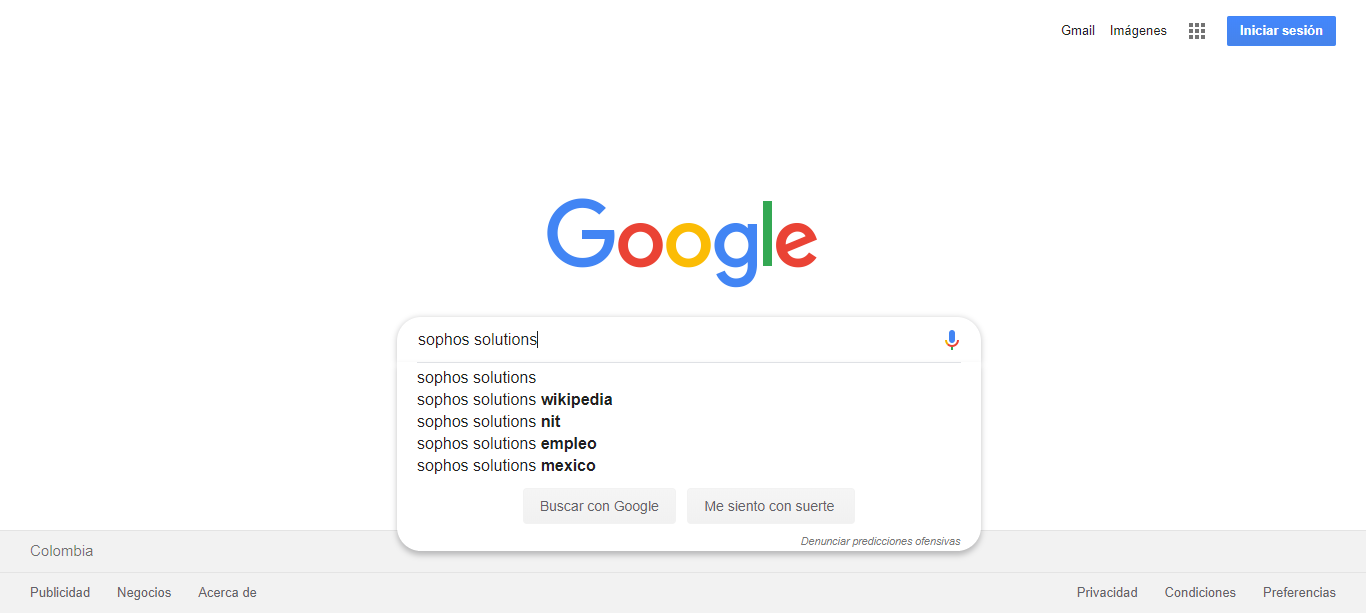 Gmail Imágenes Iniciar sesión
Google
sophos solutions
sophos solutions
sophos solutions wikipedia
sophos solutions nit
sophos solutions empleo
sophos solutions mexico
Buscar con Google Me siento con suerte
Denunciar predicciones ofensivas
Colombia
Publicidad Negocios Acerca de Privacidad Condiciones Preferencias